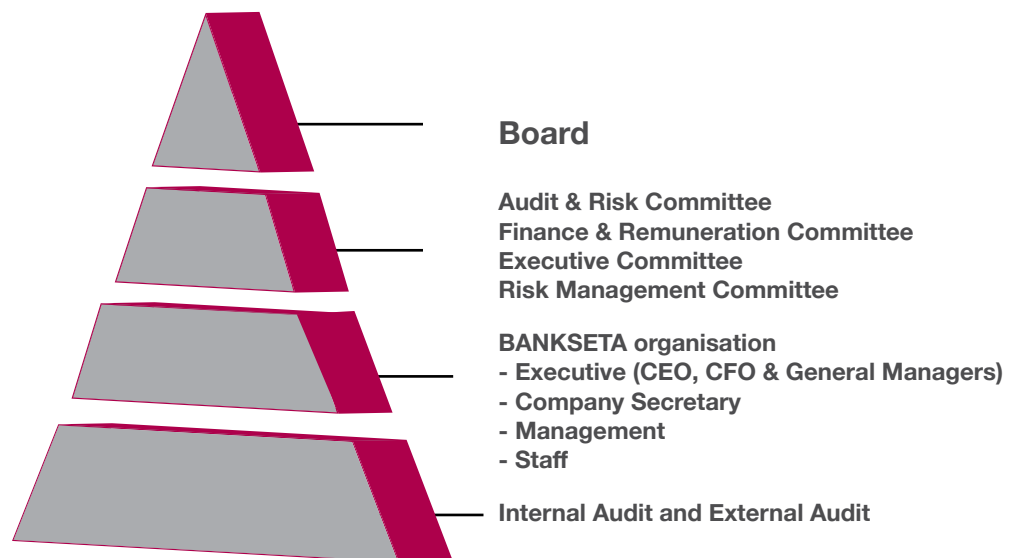 Board
Audit & Risk Committee
Finance & Remuneration Committee
Executive Committee
Risk Management Committee
BANKSETA organisation
- Executive (CEO, CFO & General Managers)
- Company Secretary
- Management
- Staff
Internal Audit and External Audit